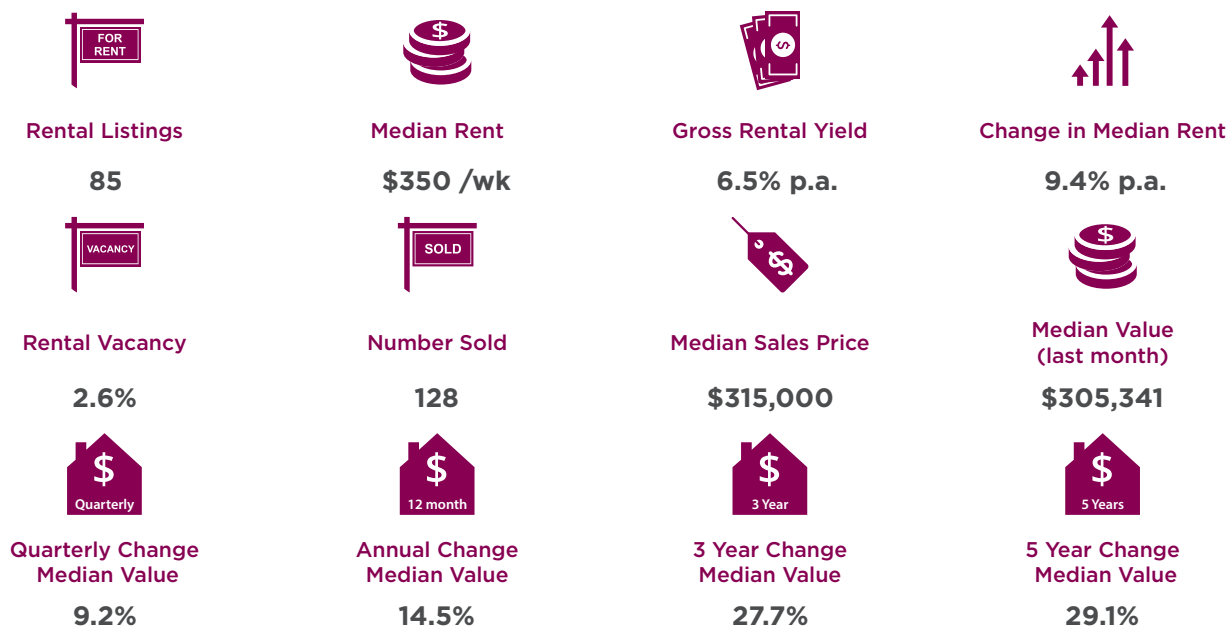 FOR
RENT
$
$
Rental Listings
Median Rent
Gross Rental Yield
Change in Median Rent
85
$350 /wk
6.5% p.a.
9.4% p.a.
VACANCY
SOLD
$
$
Rental Vacancy
Number Sold
Median Sales Price
Median Value
(last month)
2.6%
128
$315,000
$305,341
$
Quarterly
$
12 month
$
3 Year
$
5 Years
Quarterly Change
Median Value
Annual Change
Median Value
3 Year Change
Median Value
5 Year Change
Median Value
9.2%
14.5%
27.7%
29.1%